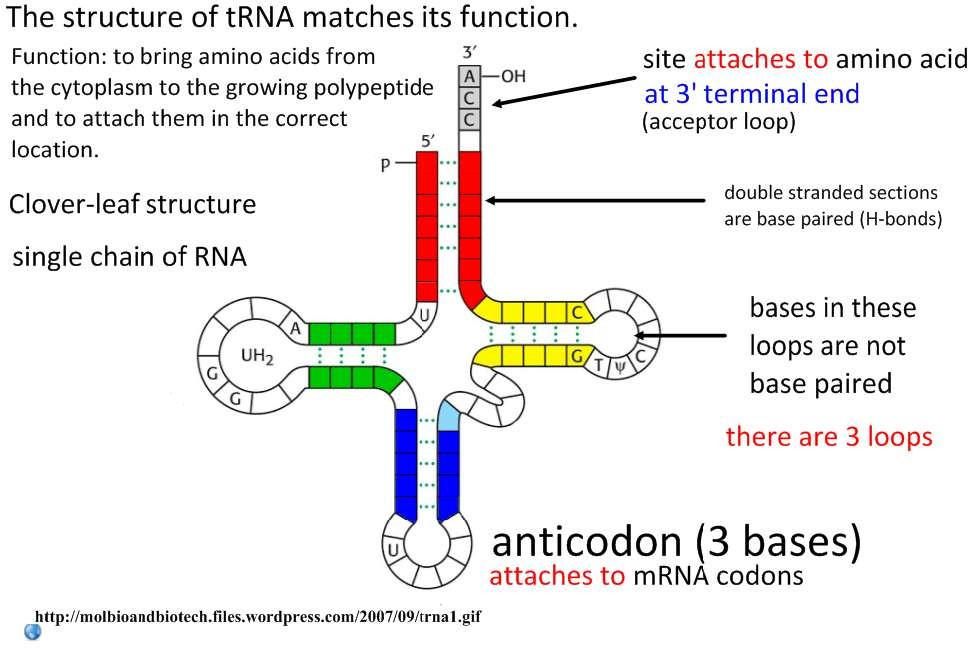 The structure of tRNA matches its function.
Function: to bring amino acids from
the cytoplasm to the growing polypeptide
and to attach them in the correct
location.
Clover-leaf structure
single chain of RNA
3′
A—OH
C
C
5′
P
site attaches to amino acid
at 3' terminal end
(acceptor loop)
double stranded sections
are base paired (H-bonds)
U
A
UH₂
G
G
C
G
T
ψ
C
bases in these
loops are not
base paired
there are 3 loops
U
anticodon (3 bases)
attaches to mRNA codons
http://molbioandbiotech.files.wordpress.com/2007/09/trna1.gif